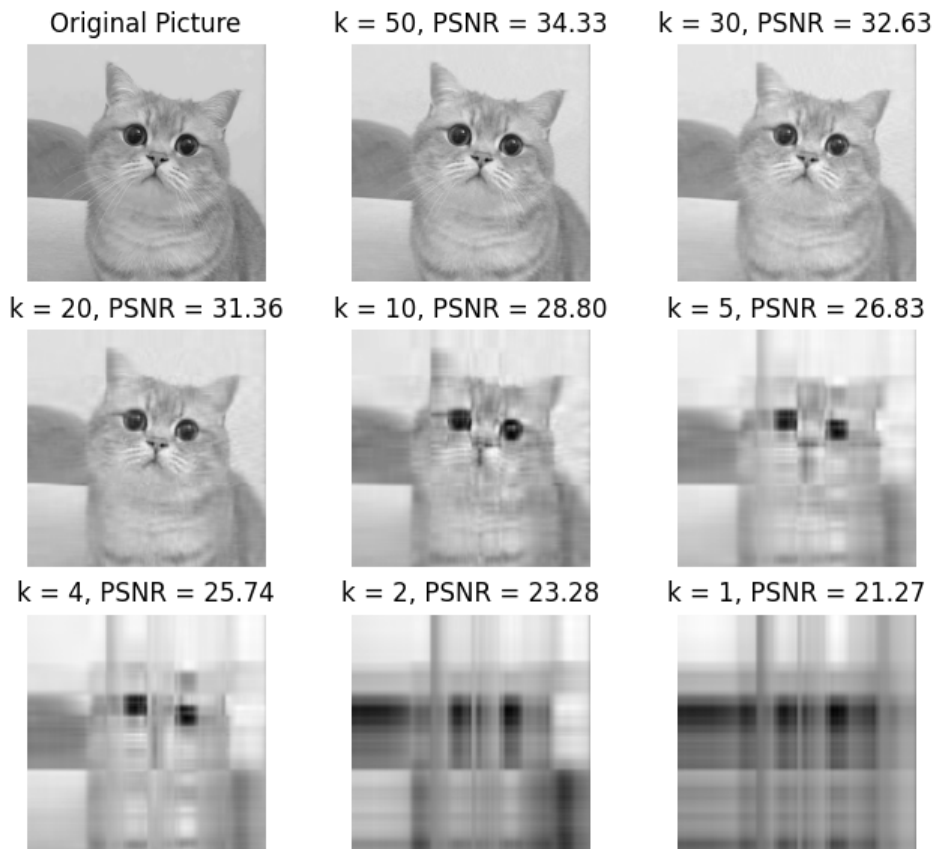 Original Picture
k = 50, PSNR = 34.33
k = 30, PSNR = 32.63
k = 20, PSNR = 31.36
k = 10, PSNR = 28.80
k = 5, PSNR = 26.83
k = 4, PSNR = 25.74
k = 2, PSNR = 23.28
k = 1, PSNR = 21.27